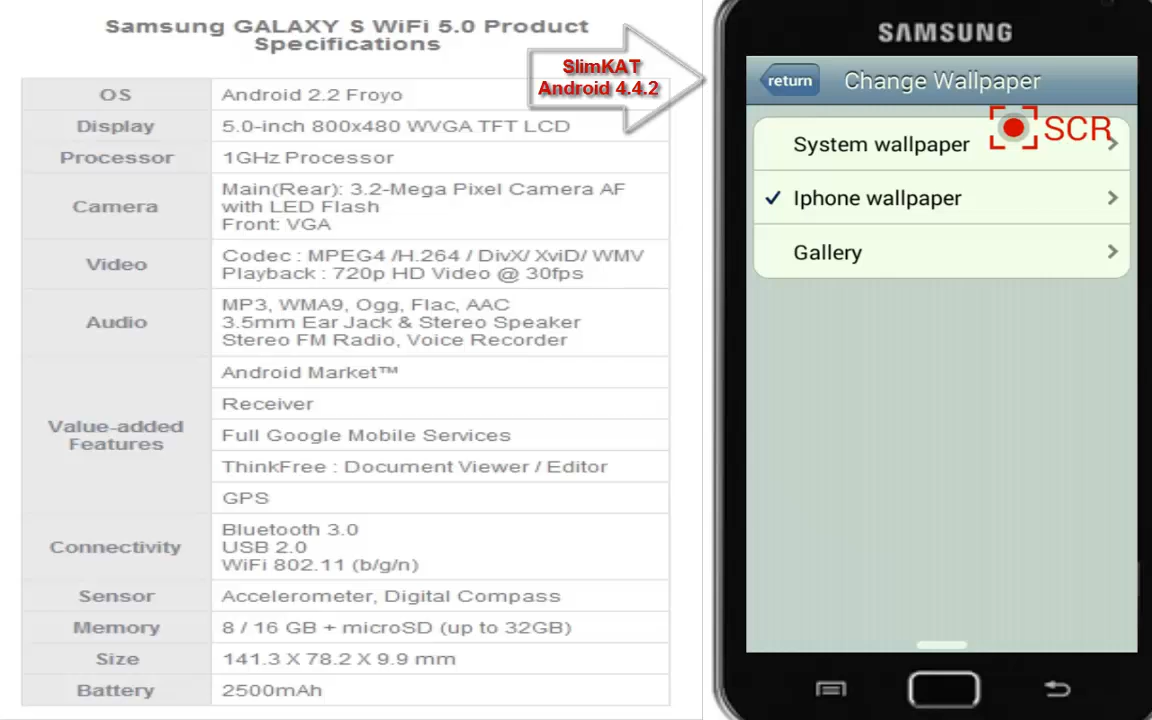 Samsung GALAXY S WiFi 5.0 Product
Specifications
SlimKAT
Android 4.4.2
OS
Android 2.2 Froyo
Display
5.0-inch 800x480 WVGA TFT LCD
Processor
1GHz Processor
Camera
Main(Rear): 3.2-Mega Pixel Camera AF
with LED Flash
Front: VGA
Video
Codec : MPEG4 /H.264 / DivX/ XviD/ WMV
Playback : 720p HD Video @ 30fps
Audio
MP3, WMA9, Ogg, Flac, AAC
3.5mm Ear Jack & Stereo Speaker
Stereo FM Radio, Voice Recorder
Value-added
Features
Android Market™
Receiver
Full Google Mobile Services
ThinkFree : Document Viewer / Editor
GPS
Connectivity
Bluetooth 3.0
USB 2.0
WiFi 802.11 (b/g/n)
Sensor
Accelerometer, Digital Compass
Memory
8 / 16 GB + microSD (up to 32GB)
Size
141.3 X 78.2 X 9.9 mm
Battery
2500mAh
SAMSUNG
return
Change Wallpaper
SCR
System wallpaper
Iphone wallpaper
Gallery